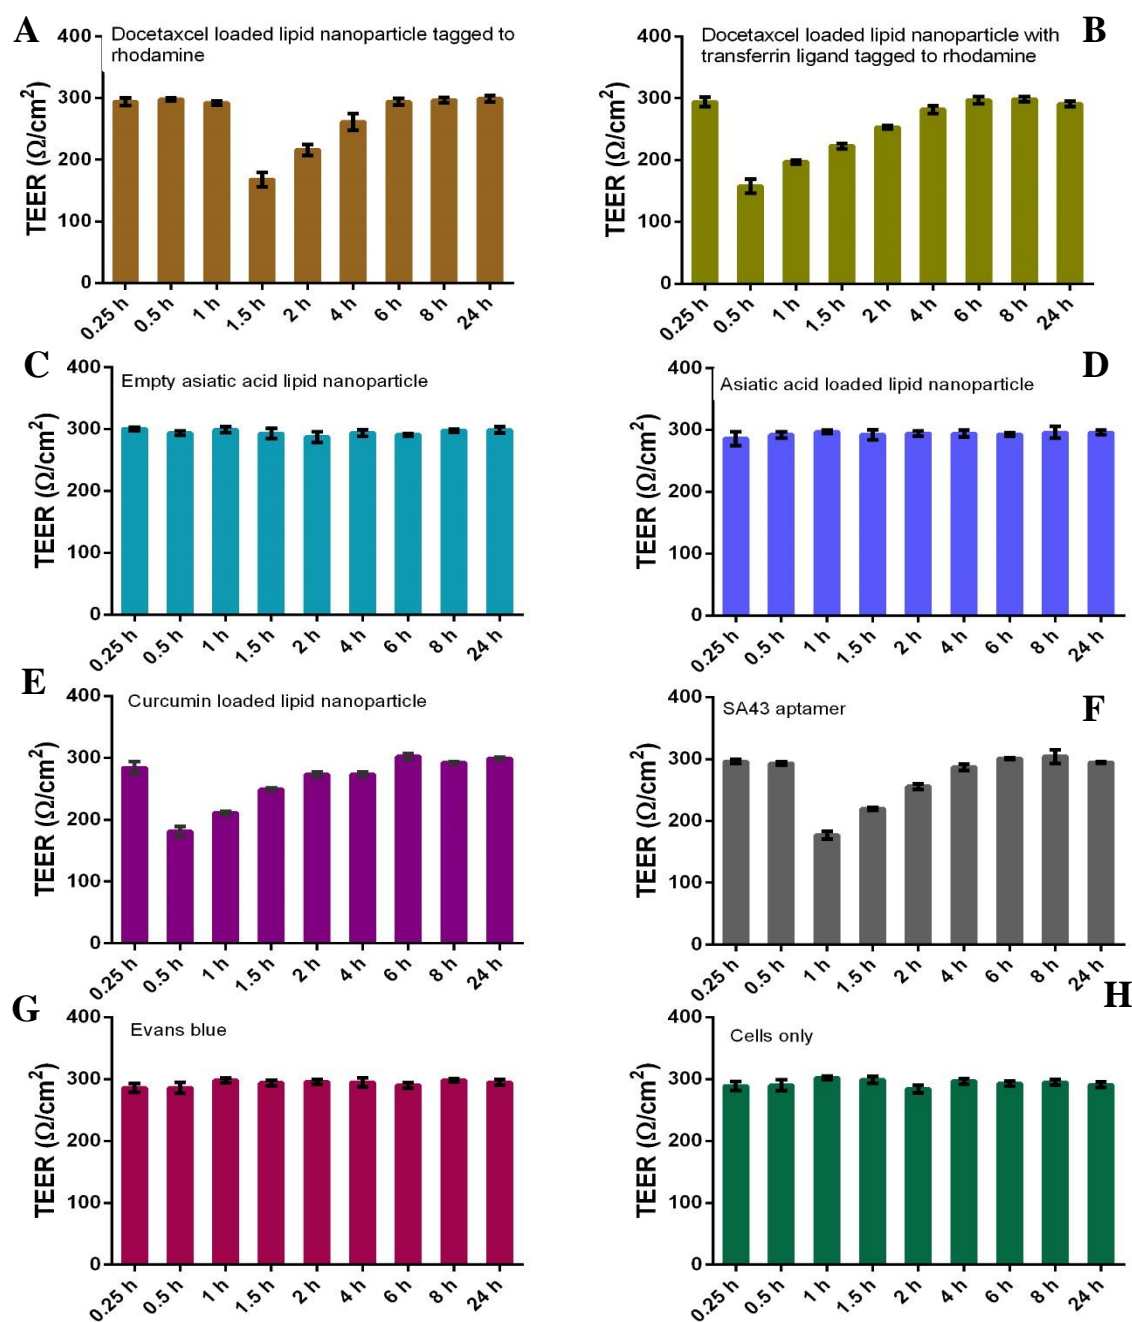 A
Docetaxcel loaded lipid nanoparticle tagged to
rhodamine
TEER (Ω/cm²)
400
300
200
100
0
0.25 h
0.5 h
1 h
1.5 h
2 h
4 h
6 h
8 h
24 h
B
Docetaxcel loaded lipid nanoparticle with
transferrin ligand tagged to rhodamine
TEER (Ω/cm²)
400
300
200
100
0
0.25 h
0.5 h
1 h
1.5 h
2 h
4 h
6 h
8 h
24 h
C
Empty asiatic acid lipid nanoparticle
TEER (Ω/cm²)
400
300
200
100
0
0.25 h
0.5 h
1 h
1.5 h
2 h
4 h
6 h
8 h
24 h
D
Asiatic acid loaded lipid nanoparticle
TEER (Ω/cm²)
400
300
200
100
0
0.25 h
0.5 h
1 h
1.5 h
2 h
4 h
6 h
8 h
24 h
E
Curcumin loaded lipid nanoparticle
TEER (Ω/cm²)
400
300
200
100
0
0.25 h
0.5 h
1 h
1.5 h
2 h
4 h
6 h
8 h
24 h
F
SA43 aptamer
TEER (Ω/cm²)
400
300
200
100
0
0.25 h
0.5 h
1 h
1.5 h
2 h
4 h
6 h
8 h
24 h
G
Evans blue
TEER (Ω/cm²)
400
300
200
100
0
0.25 h
0.5 h
1 h
1.5 h
2 h
4 h
6 h
8 h
24 h
H
Cells only
TEER (Ω/cm²)
400
300
200
100
0
0.25 h
0.5 h
1 h
1.5 h
2 h
4 h
6 h
8 h
24 h